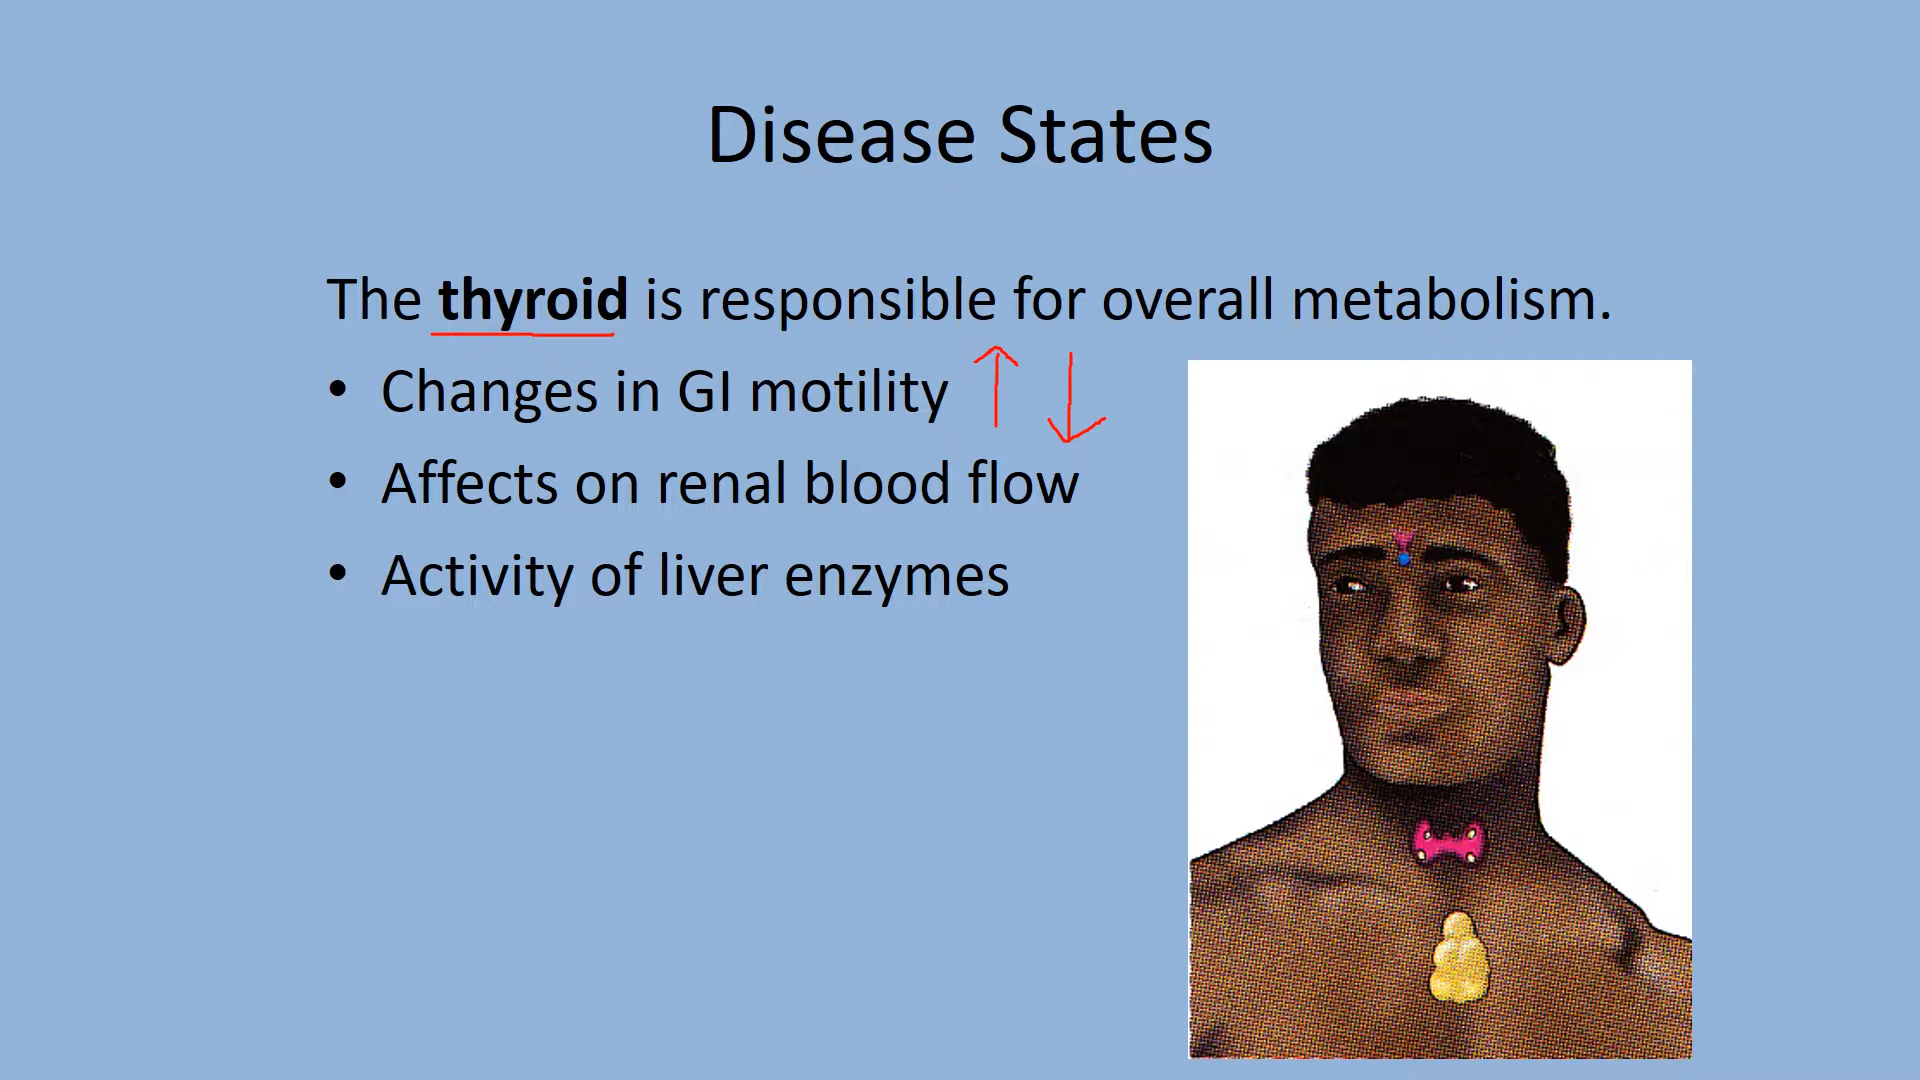 Disease States
The thyroid is responsible for overall metabolism.
• Changes in GI motility
• Affects on renal blood flow
• Activity of liver enzymes